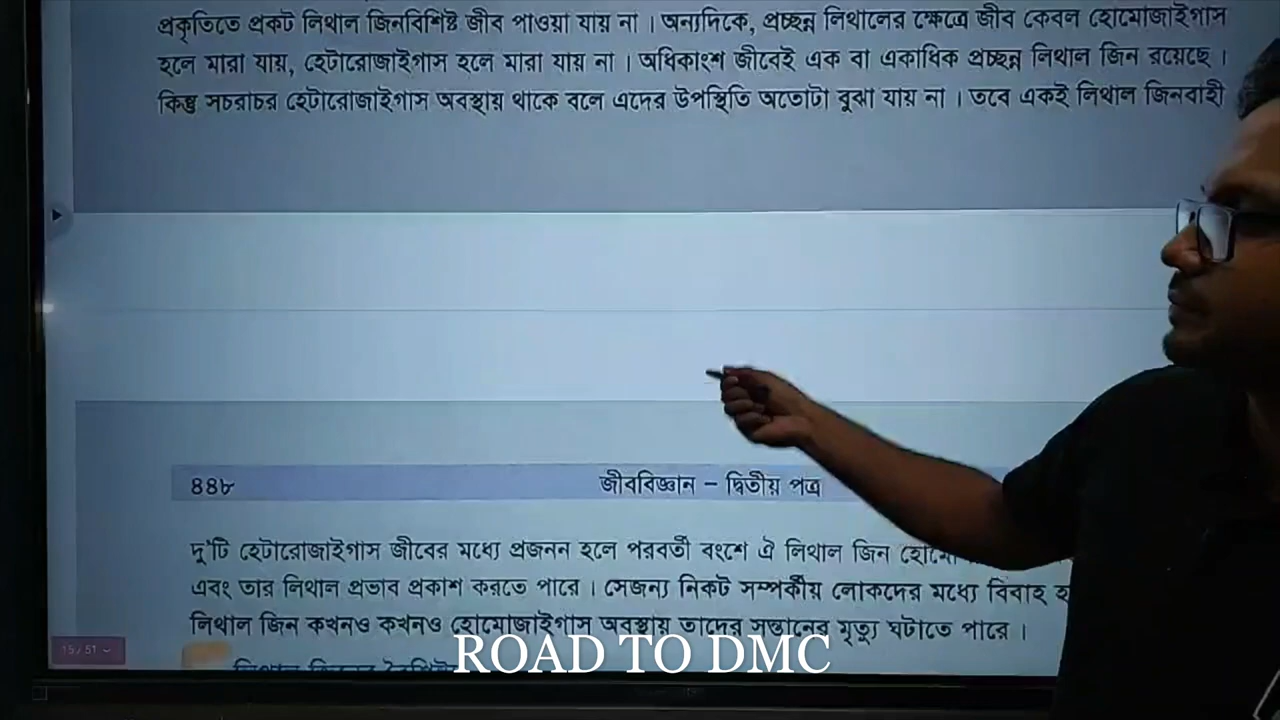 প্রকৃতিতে প্রকট লিথাল জিনবিশিষ্ট জীব পাওয়া যায় না । অন্যদিকে, প্রচ্ছন্ন লিথালের ক্ষেত্রে জীব কেবল হোমোজাইগাস
হলে মারা যায়, হেটারোজাইগাস হলে মারা যায় না । অধিকাংশ জীবেই এক বা একাধিক প্রচ্ছন্ন লিথাল জিন রয়েছে ।
কিন্তু সচরাচর হেটারোজাইগাস অবস্থায় থাকে বলে এদের উপস্থিতি অতোটা বুঝা যায় না । তবে একই লিথাল জিনবাহী
৪৪৮ জীববিজ্ঞান – দ্বিতীয় পত্র
দু'টি হেটারোজাইগাস জীবের মধ্যে প্রজনন হলে পরবর্তী বংশে ঐ লিথাল জিন
এবং তার লিথাল প্রভাব প্রকাশ করতে পারে । সেজন্য নিকট সম্পর্কীয় লোকদের মধ্যে বিবাহ
লিথাল জিন কখনও কখনও হোমোজাইগাস অবস্থায় তাদের সন্তানের মৃত্যু ঘটাতে পারে ।
15 / 51
ROAD TO DMC